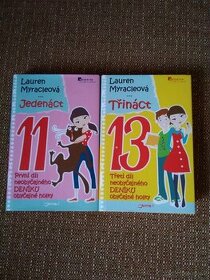 Lauren
Myracleová
Jedenáct
11
První díl
neobyčejného
DENÍKU
obyčejné holky
Lauren
Myracleová
Třináct
13
Třetí díl
neobyčejného
DENÍKU
obyčejné holky